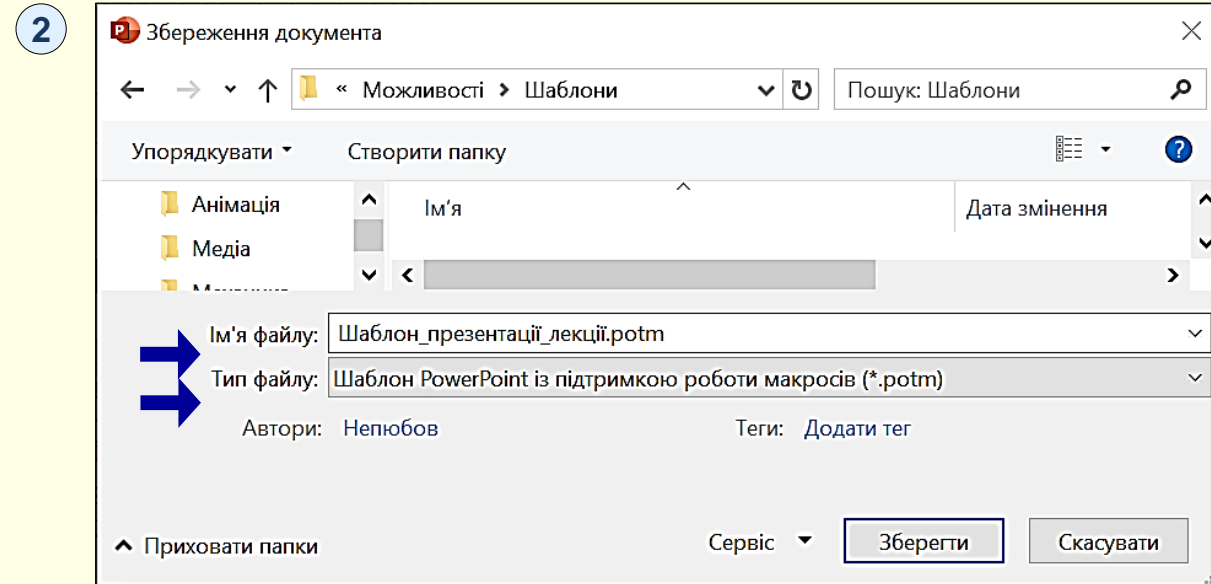 2
Збереження документа
« Можливості > Шаблони
Пошук: Шаблони
Упорядкувати
Створити папку
Анімація
Ім'я
Дата змінення
Медіа
Ім'я файлу: Шаблон_презентації_лекції.potm
Тип файлу: Шаблон PowerPoint із підтримкою роботи макросів (*.potm)
Автори: Непюбов
Теги: Додати тег
Приховати папки
Сервіс
Зберегти
Скасувати